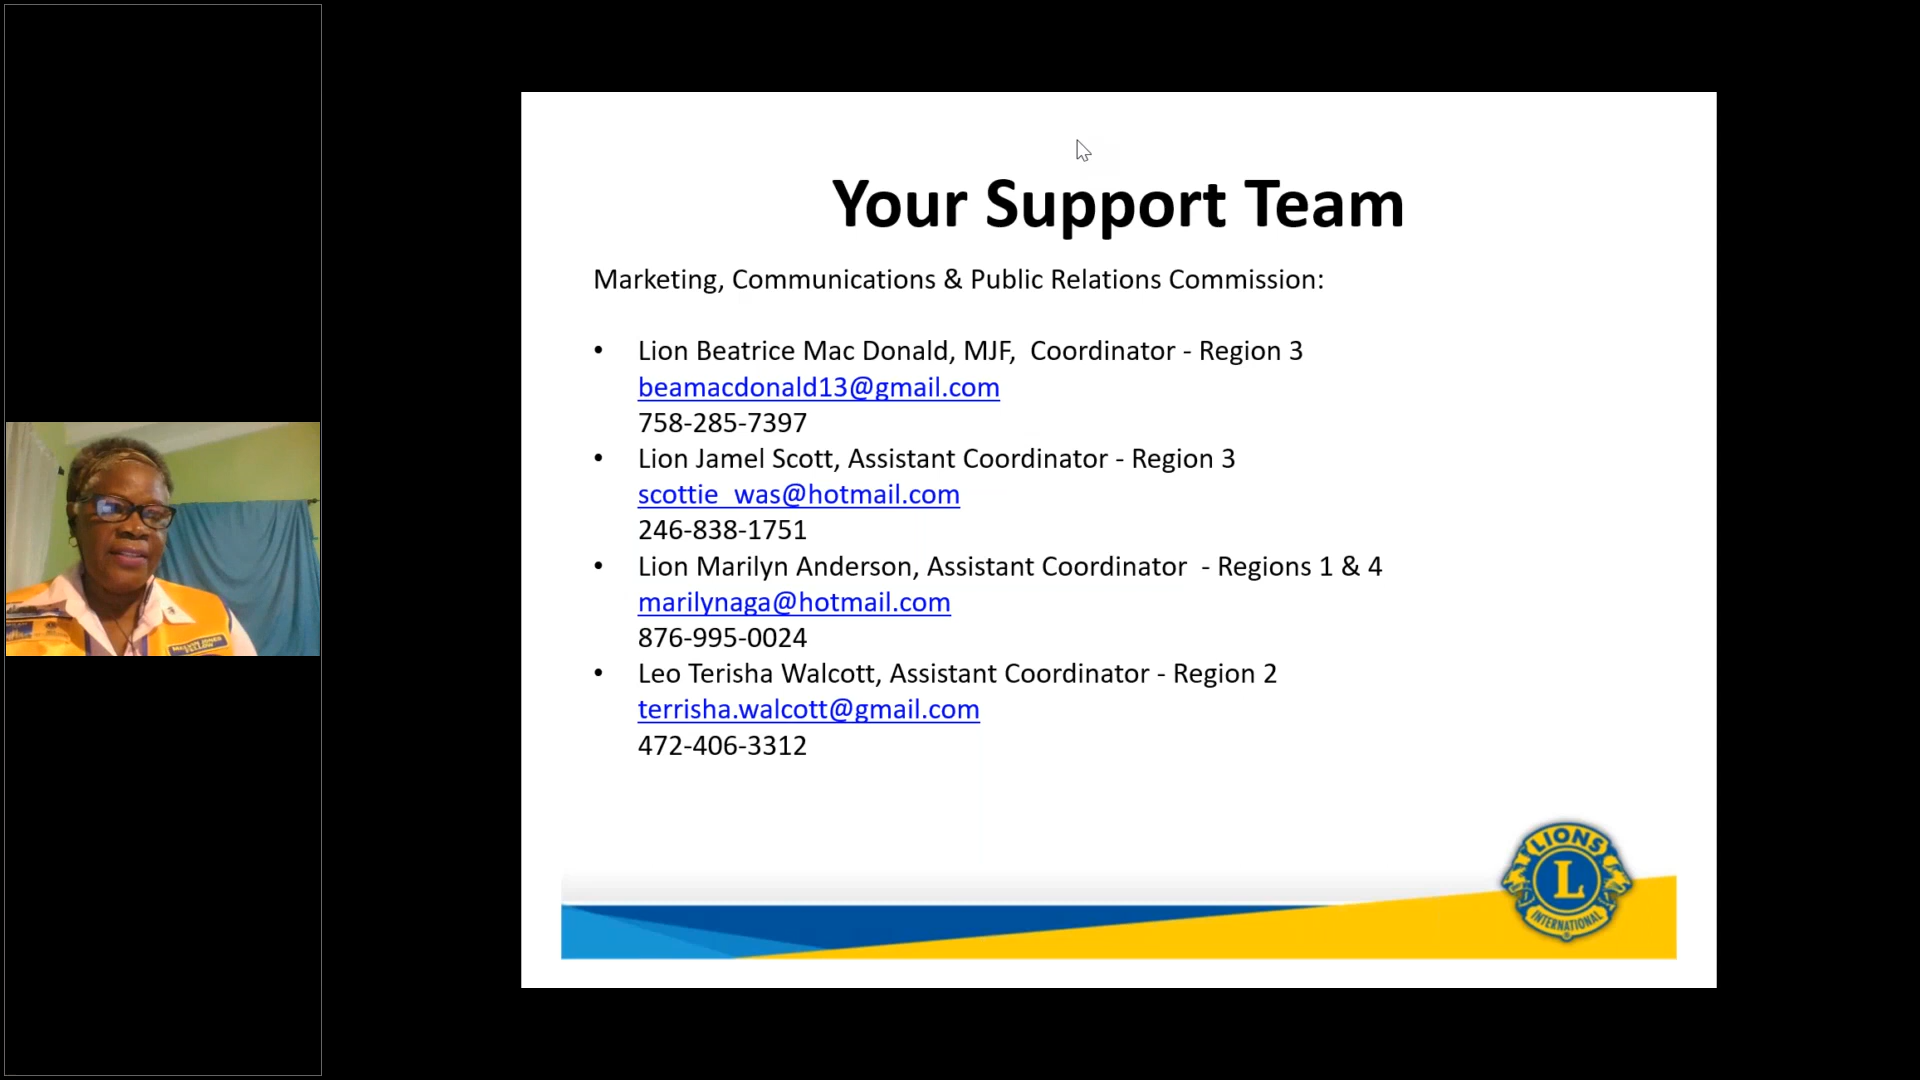 Your Support Team
Marketing, Communications & Public Relations Commission:
• Lion Beatrice Mac Donald, MJF,  Coordinator - Region 3
beamacdonald13@gmail.com
758-285-7397
• Lion Jamel Scott, Assistant Coordinator - Region 3
scottie_was@hotmail.com
246-838-1751
• Lion Marilyn Anderson, Assistant Coordinator  - Regions 1 & 4
marilynaga@hotmail.com
876-995-0024
• Leo Terisha Walcott, Assistant Coordinator - Region 2
terrisha.walcott@gmail.com
472-406-3312
LIONS
L
INTERNATIONAL
®
MELVIN JONES
FELLOW